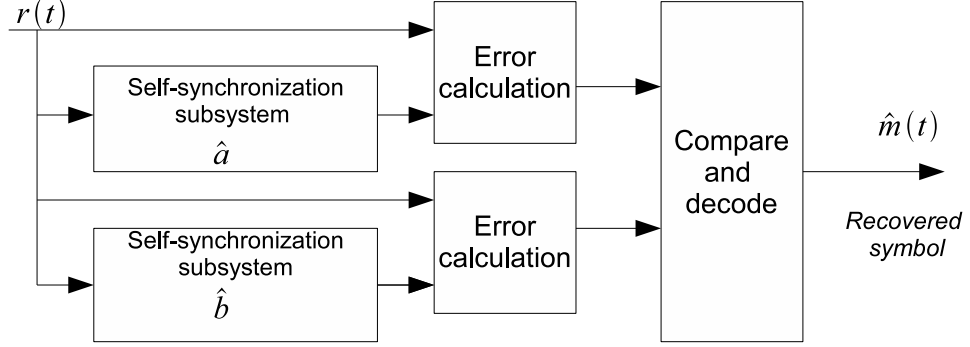 r(t)
Self-synchronization
subsystem
â
Error
calculation
Self-synchronization
subsystem
b̂
Error
calculation
Compare
and
decode
m̂(t)
Recovered
symbol